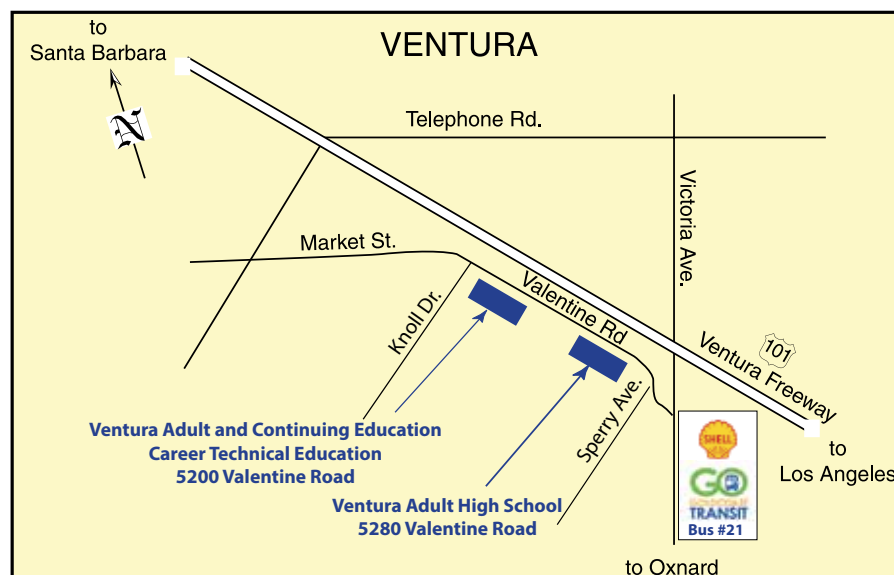 to
Santa Barbara
VENTURA
N
Telephone Rd.
Victoria Ave.
Market St.
Valentine Rd
Knoll Dr.
101
Ventura Freeway
Sperry Ave.
Ventura Adult and Continuing Education
Career Technical Education
5200 Valentine Road
Ventura Adult High School
5280 Valentine Road
SHELL
GO
GOLD COAST
TRANSIT
Bus #21
to
Los Angeles
to Oxnard